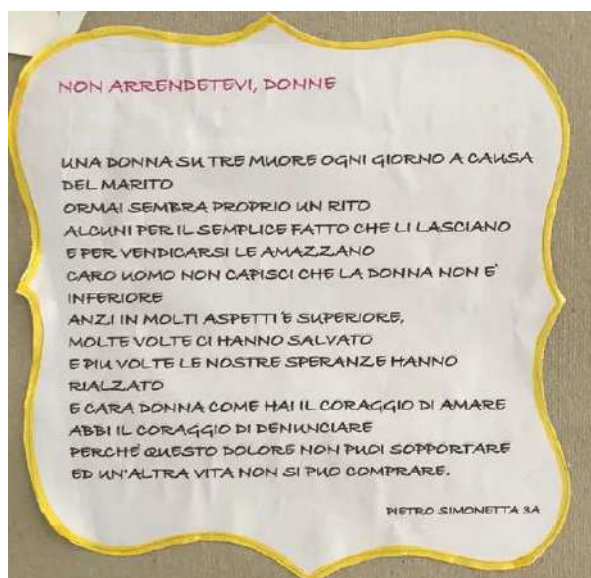 NON ARRENDETEVI, DONNE
UNA DONNA SU TRE MUORE OGNI GIORNO A CAUSA
DEL MARITO
ORMAI SEMBRA PROPRIO UN RITO
ALCUNI PER IL SEMPLICE FATTO CHE LI LASCIANO
E PER VENDICARSI LE AMAZZANO
CARO UOMO NON CAPISCI CHE LA DONNA NON E'
INFERIORE
ANZI IN MOLTI ASPETTI È SUPERIORE,
MOLTE VOLTE CI HANNO SALVATO
E PIU VOLTE LE NOSTRE SPERANZE HANNO
RIALZATO
E CARA DONNA COME HAI IL CORAGGIO DI AMARE
ABBI IL CORAGGIO DI DENUNCIARE
PERCHÉ QUESTO DOLORE NON PUOI SOPPORTARE
ED UN'ALTRA VITA NON SI PUÒ COMPRARE.
PIETRO SIMONETTA 3A